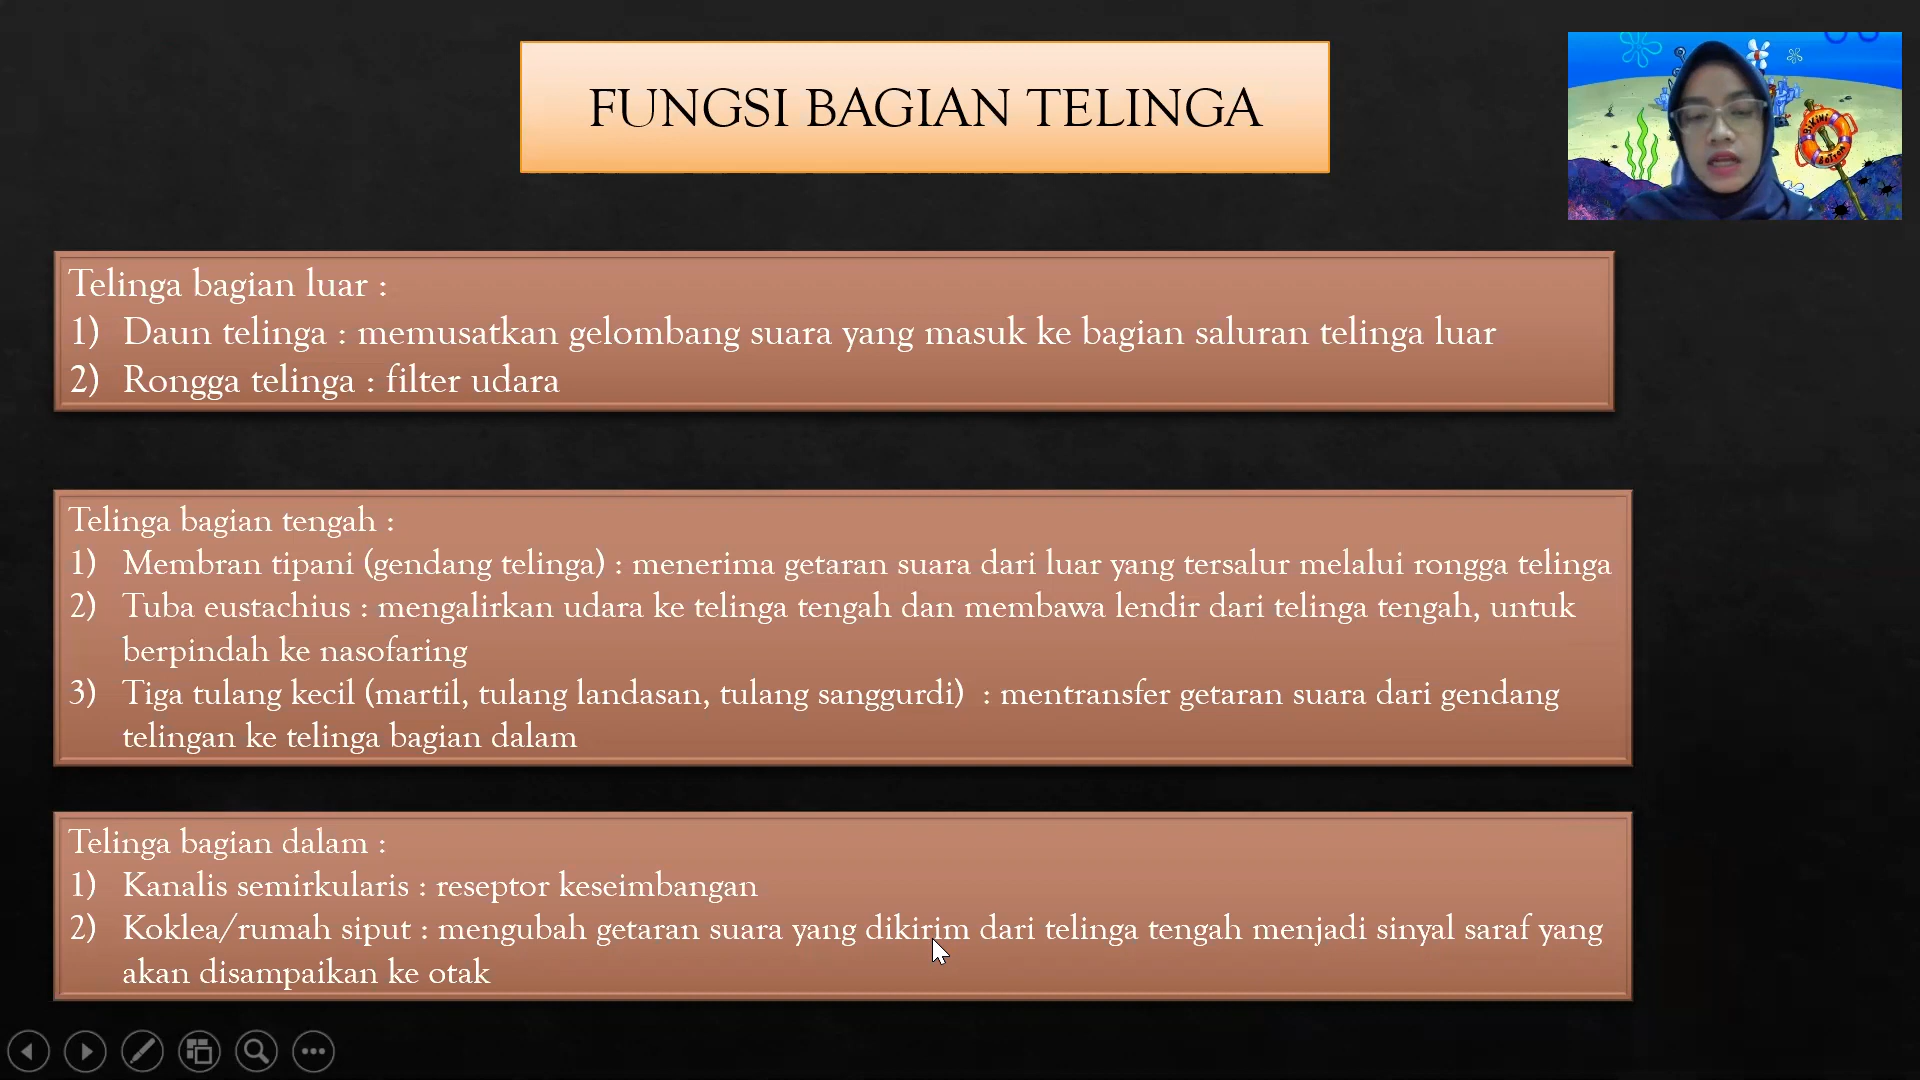 FUNGSI BAGIAN TELINGA
BiKiNi
BOTTOM
Telinga bagian luar :
1) Daun telinga : memusatkan gelombang suara yang masuk ke bagian saluran telinga luar
2) Rongga telinga : filter udara
Telinga bagian tengah :
1) Membran tipani (gendang telinga) : menerima getaran suara dari luar yang tersalur melalui rongga telinga
2) Tuba eustachius : mengalirkan udara ke telinga tengah dan membawa lendir dari telinga tengah, untuk
berpindah ke nasofaring
3) Tiga tulang kecil (martil, tulang landasan, tulang sanggurdi) : mentransfer getaran suara dari gendang
telingan ke telinga bagian dalam
Telinga bagian dalam :
1) Kanalis semirkularis : reseptor keseimbangan
2) Koklea/rumah siput : mengubah getaran suara yang dikirim dari telinga tengah menjadi sinyal saraf yang
akan disampaikan ke otak